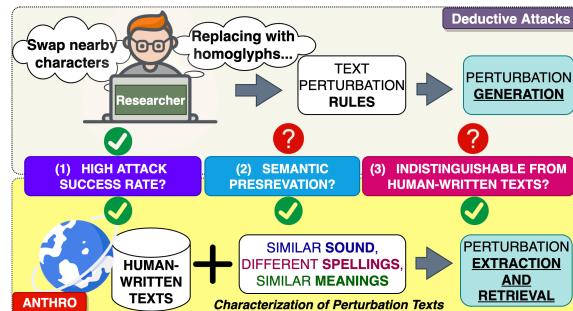 Deductive Attacks
Swap nearby
characters
Replacing with
homoglyphs...
Researcher
TEXT
PERTURBATION
RULES
PERTURBATION
GENERATION
?
?
(1) HIGH ATTACK
SUCCESS RATE?
(2) SEMANTIC
PRESREVATION?
(3) INDISTINGUISHABLE FROM
HUMAN-WRITTEN TEXTS?
HUMAN-
WRITTEN
TEXTS
SIMILAR SOUND,
DIFFERENT SPELLINGS,
SIMILAR MEANINGS
PERTURBATION
EXTRACTION
AND
RETRIEVAL
ANTHRO
Characterization of Perturbation Texts